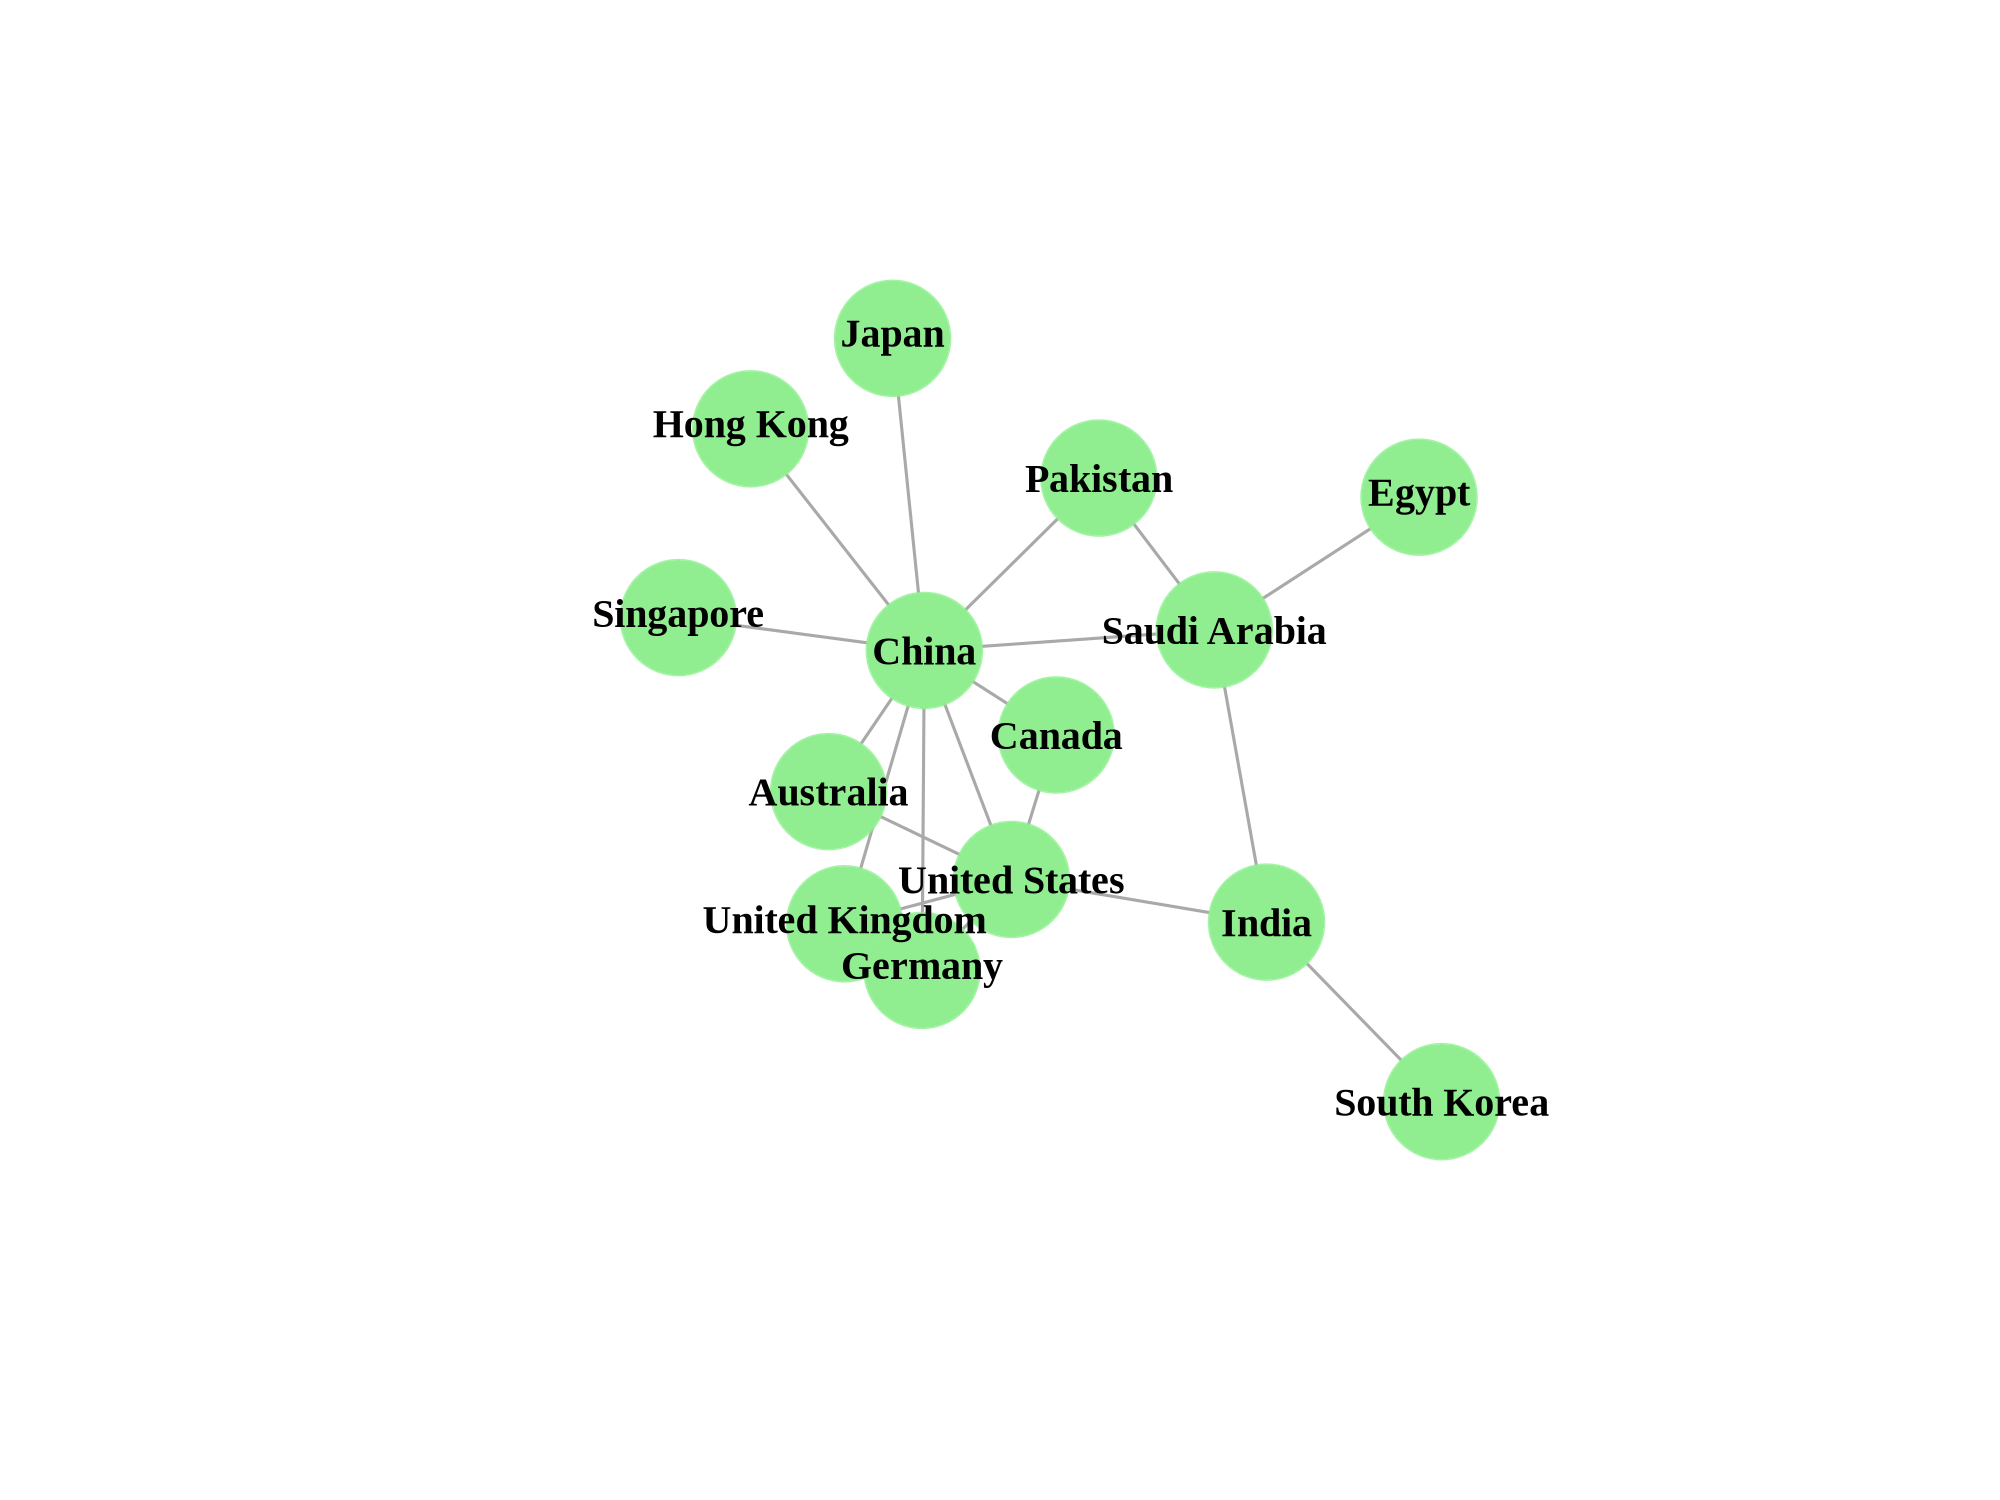 Japan
Hong Kong
Pakistan
Egypt
Singapore
Saudi Arabia
China
Canada
Australia
United States
United Kingdom
India
Germany
South Korea